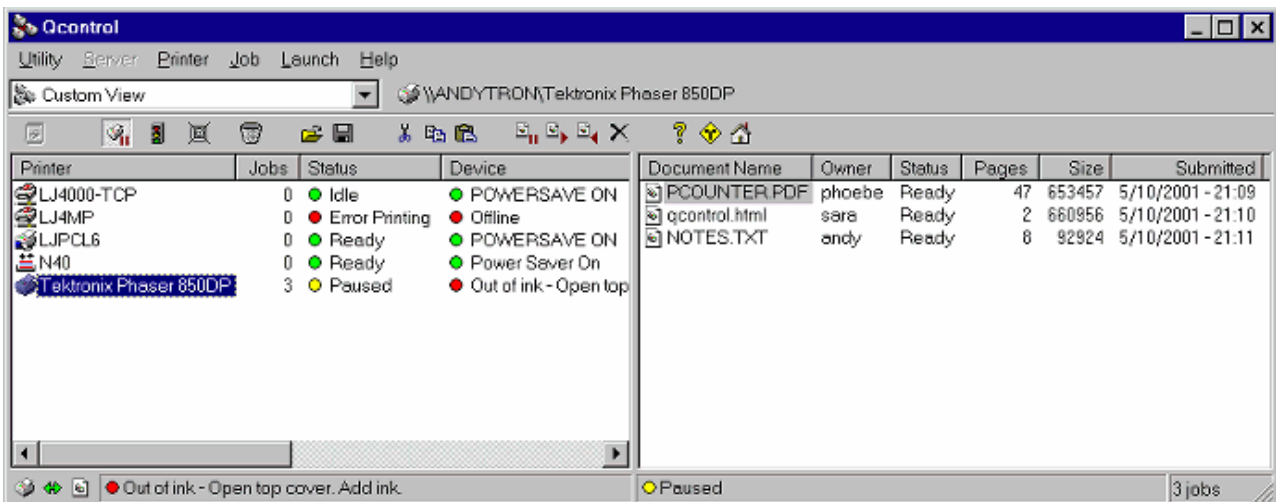 Qcontrol
Utility Server Printer Job Launch Help
Custom View \\ANDYTRON\Tektronix Phaser 850DP
Printer Jobs Status Device Document Name Owner Status Pages Size Submitted
LJ4000-TCP 0 Idle POWERSAVE ON PCOUNTER.PDF phoebe Ready 47 653457 5/10/2001 - 21:09
LJ4MP 0 Error Printing Offline qcontrol.html sara Ready 2 660956 5/10/2001 - 21:10
LJPCL6 0 Ready POWERSAVE ON NOTES.TXT andy Ready 8 92924 5/10/2001 - 21:11
N40 0 Ready Power Saver On
Tektronix Phaser 850DP 3 Paused Out of ink - Open top
Out of ink - Open top cover. Add ink. Paused 3 jobs